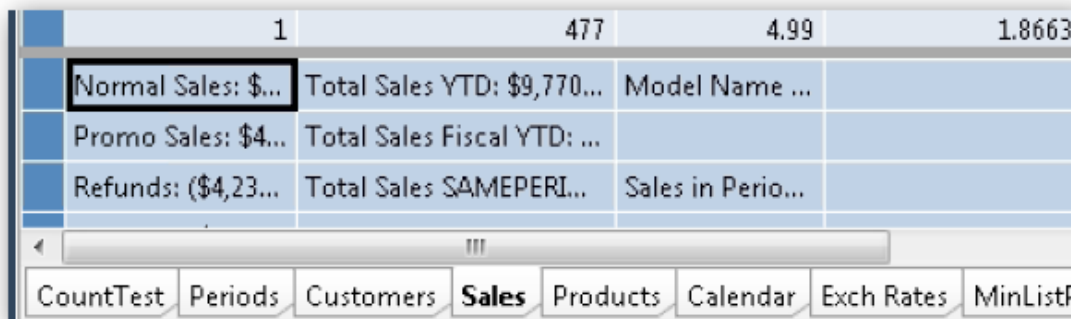 1 477 4.99 1.8663
Normal Sales: $... Total Sales YTD: $9,770... Model Name ...
Promo Sales: $4... Total Sales Fiscal YTD: ...
Refunds: ($4,23... Total Sales SAMEPERI... Sales in Perio...
CountTest Periods Customers Sales Products Calendar Exch Rates MinListP